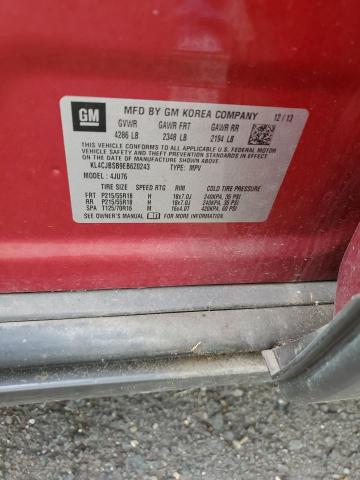 GM
MFD BY GM KOREA COMPANY 12/13
GVWR GAWR FRT GAWR RR
4286 LB 2348 LB 2194 LB
THIS VEHICLE CONFORMS TO ALL APPLICABLE U.S. FEDERAL MOTOR
VEHICLE SAFETY, BUMPER, AND THEFT PREVENTION STANDARDS IN EFFECT ON THE
DATE OF MANUFACTURE SHOWN ABOVE.
KL4CJBSB9EB620243 TYPE: MPV
MODEL: 4JU76
TIRE SIZE SPEED RTG RIM COLD TIRE PRESSURE
FRT P215/55R18 H 18x7.0J 240KPA, 35 PSI
RR P215/55R18 H 18x7.0J 240KPA, 35 PSI
SPA T125/70R16 M 16x4.0T 420KPA, 60 PSI
SEE OWNER'S MANUAL FOR MORE INFORMATION